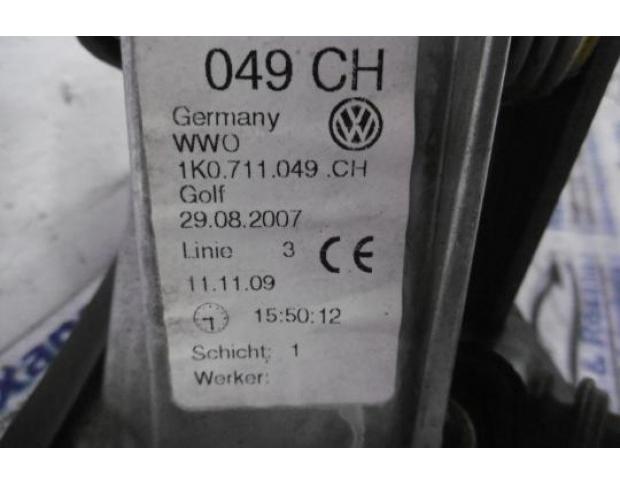 049 CH
Germany
WWO
1K0.711.049 .CH
Golf
29.08.2007
Linie 3 CE
11.11.09
15:50:12
Schicht: 1
Werker: